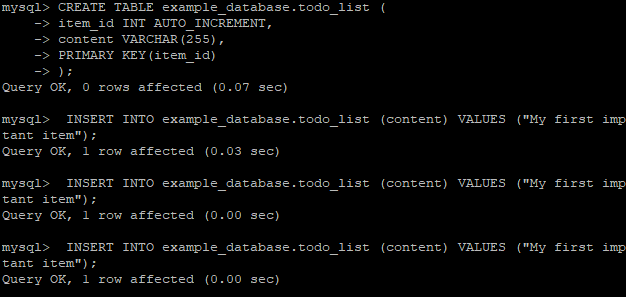 mysql> CREATE TABLE example_database.todo_list (
    -> item_id INT AUTO_INCREMENT,
    -> content VARCHAR(255),
    -> PRIMARY KEY(item_id)
    -> );
Query OK, 0 rows affected (0.07 sec)
mysql>  INSERT INTO example_database.todo_list (content) VALUES ("My first imp
tant item");
Query OK, 1 row affected (0.03 sec)
mysql>  INSERT INTO example_database.todo_list (content) VALUES ("My first imp
tant item");
Query OK, 1 row affected (0.00 sec)
mysql>  INSERT INTO example_database.todo_list (content) VALUES ("My first imp
tant item");
Query OK, 1 row affected (0.00 sec)